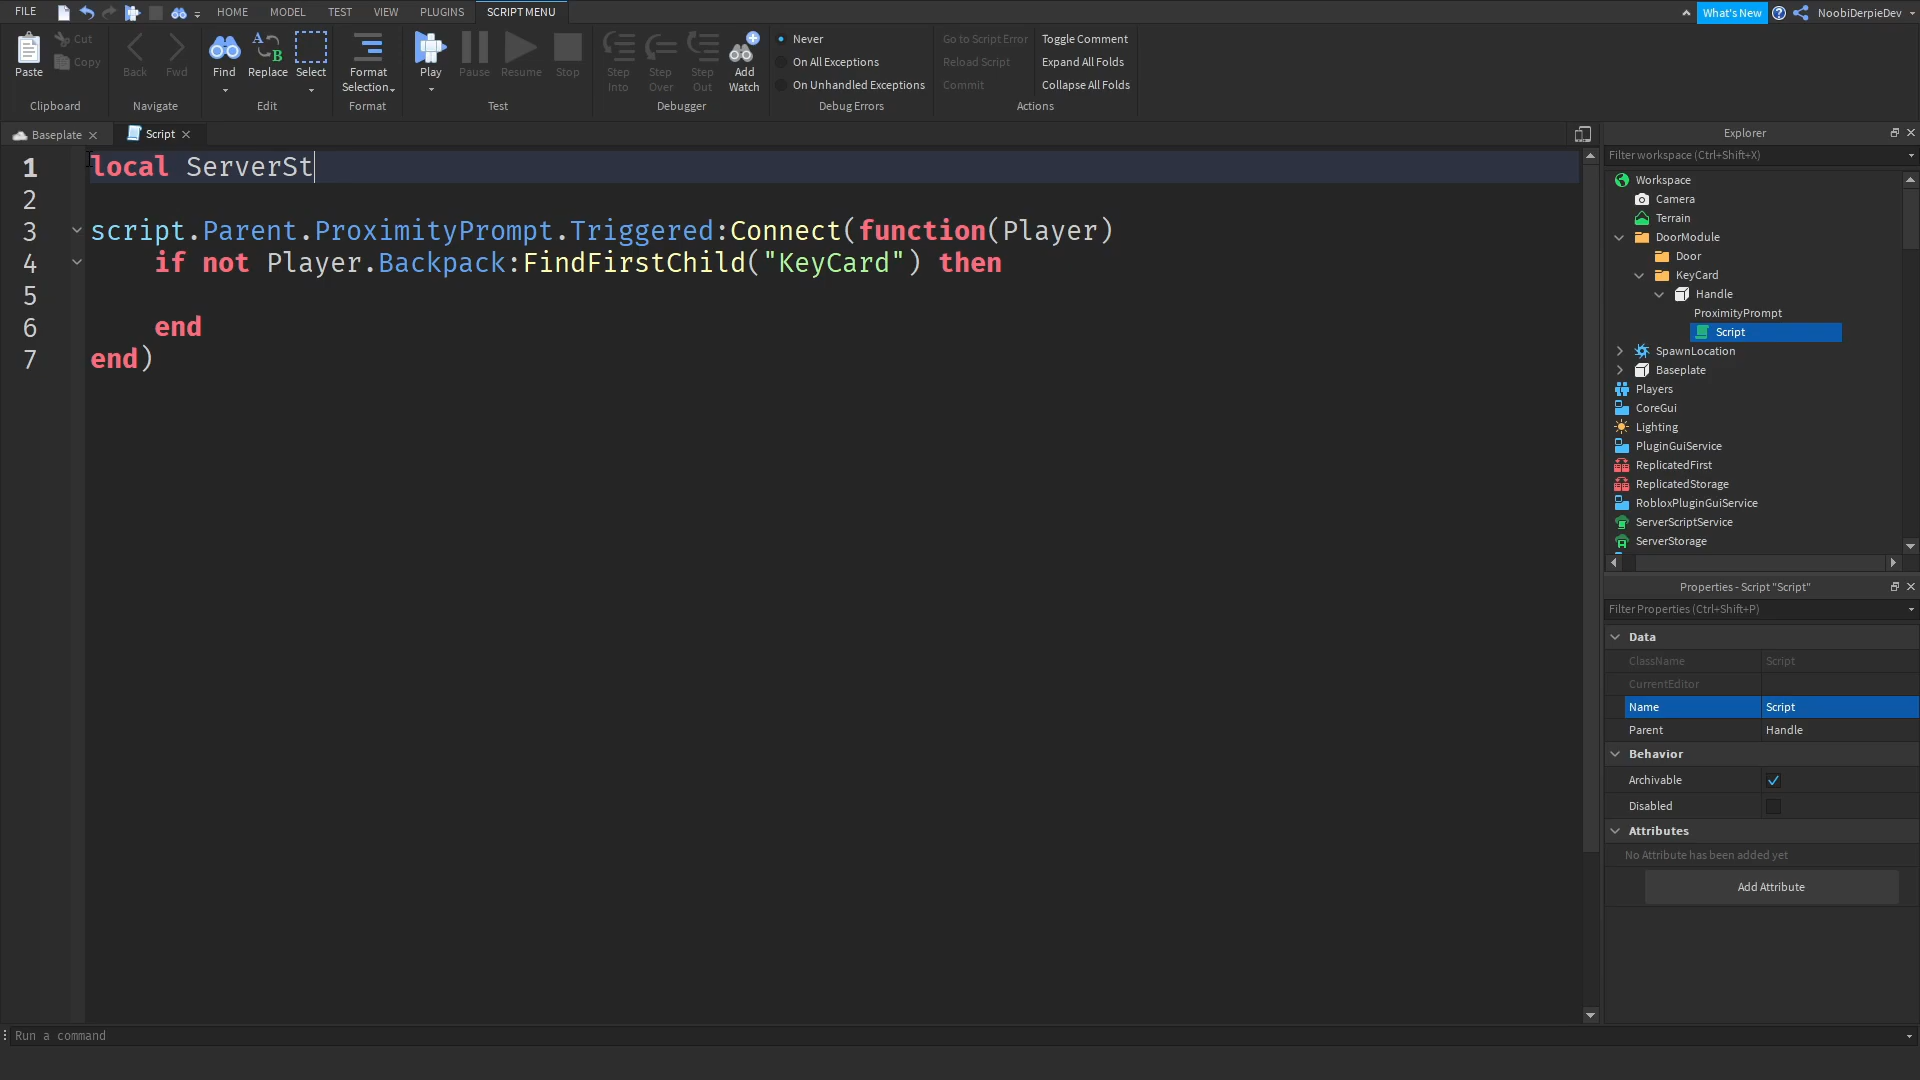 FILE HOME MODEL TEST VIEW PLUGINS SCRIPT MENU What's New NoobiDerpieDev
Paste Cut Copy Clipboard
Back Fwd Navigate
Find Replace Select Edit
A B
Format Selection Format
Play Pause Resume Stop Test
Step Into Step Over Step Out Add Watch Debugger
Never
On All Exceptions
On Unhandled Exceptions
Debug Errors
Go to Script Error Toggle Comment
Reload Script Expand All Folds
Commit Collapse All Folds
Actions
Baseplate Script
1 local ServerSt
2
3 script.Parent.ProximityPrompt.Triggered:Connect(function(Player)
4 if not Player.Backpack:FindFirstChild("KeyCard") then
5
6 end
7 end)
Explorer
Filter workspace (Ctrl+Shift+X)
Workspace
Camera
Terrain
DoorModule
Door
KeyCard
Handle
ProximityPrompt
Script
SpawnLocation
Baseplate
Players
CoreGui
Lighting
PluginGuiService
ReplicatedFirst
ReplicatedStorage
RobloxPluginGuiService
ServerScriptService
ServerStorage
Properties - Script "Script"
Filter Properties (Ctrl+Shift+P)
Data
ClassName Script
CurrentEditor
Name Script
Parent Handle
Behavior
Archivable
Disabled
Attributes
No Attribute has been added yet
Add Attribute
Run a command